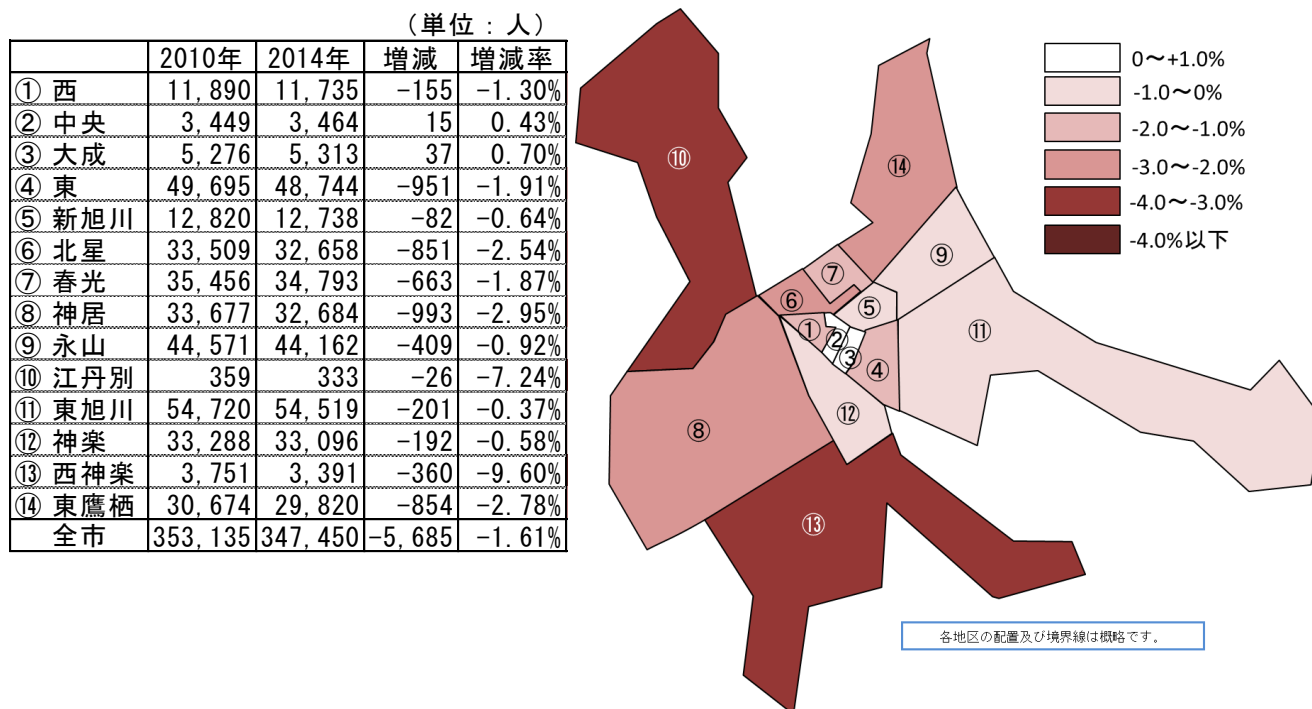 (単位：人)
2010年 2014年 増減 増減率
① 西 11,890 11,735 -155 -1.30%
② 中央 3,449 3,464 15 0.43%
③ 大成 5,276 5,313 37 0.70%
④ 東 49,695 48,744 -951 -1.91%
⑤ 新旭川 12,820 12,738 -82 -0.64%
⑥ 北星 33,509 32,658 -851 -2.54%
⑦ 春光 35,456 34,793 -663 -1.87%
⑧ 神居 33,677 32,684 -993 -2.95%
⑨ 永山 44,571 44,162 -409 -0.92%
⑩ 江丹別 359 333 -26 -7.24%
⑪ 東旭川 54,720 54,519 -201 -0.37%
⑫ 神楽 33,288 33,096 -192 -0.58%
⑬ 西神楽 3,751 3,391 -360 -9.60%
⑭ 東鷹栖 30,674 29,820 -854 -2.78%
全市 353,135 347,450 -5,685 -1.61%
0～+1.0%
-1.0～0%
-2.0～-1.0%
-3.0～-2.0%
-4.0～-3.0%
-4.0%以下
⑩
⑭
⑨
⑦
⑥
⑤
⑪
①
②
③
④
⑫
⑧
⑬
各地区の配置及び境界線は概略です。